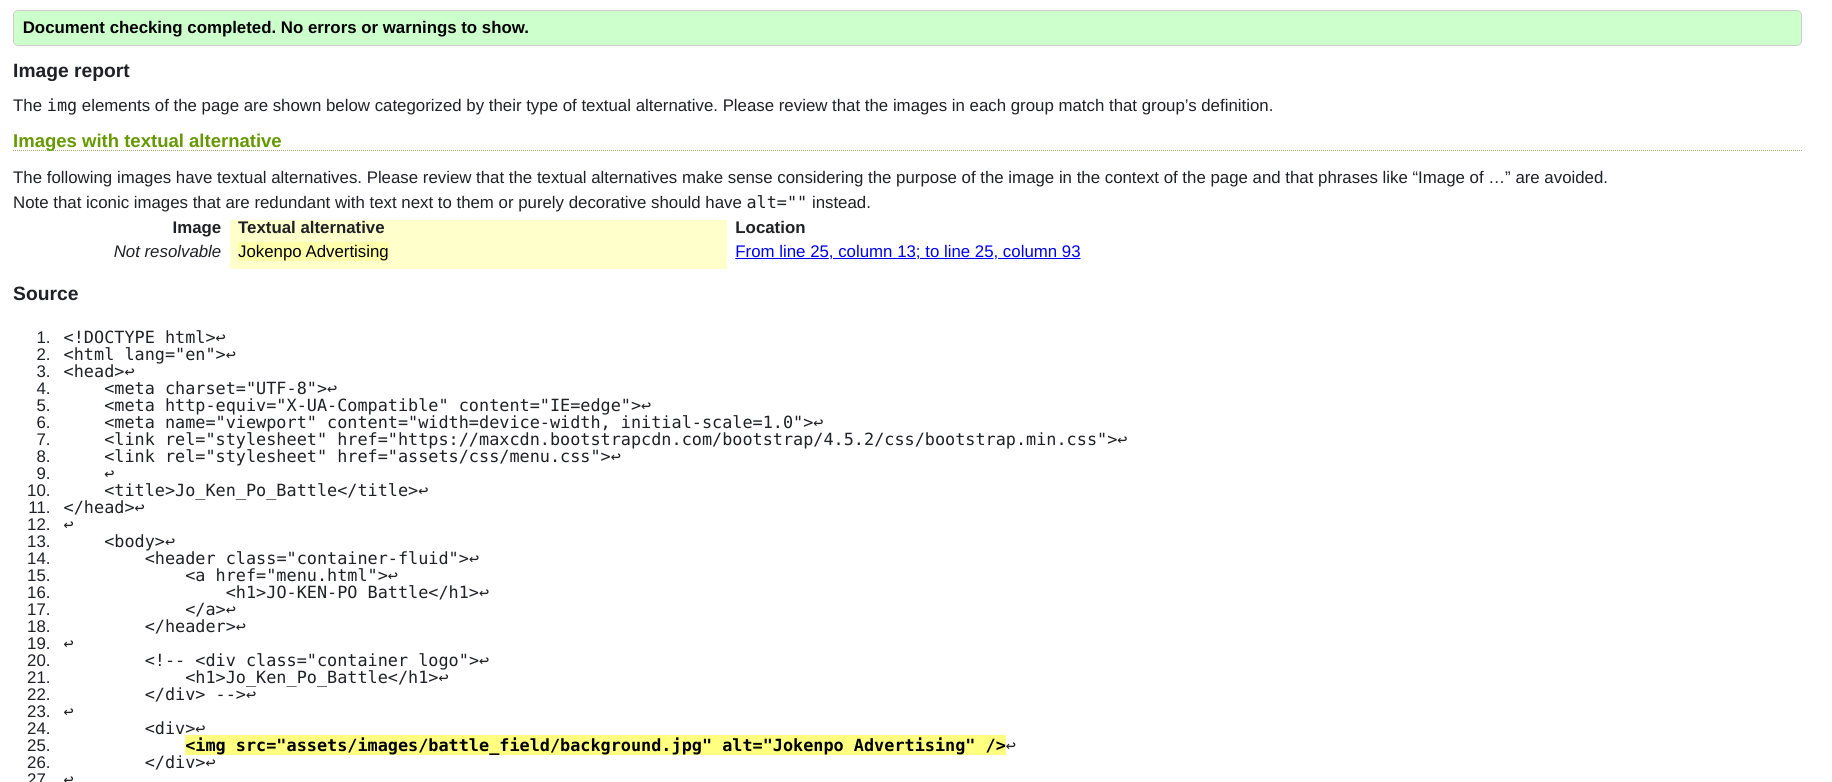 Document checking completed. No errors or warnings to show.
Image report
The img elements of the page are shown below categorized by their type of textual alternative. Please review that the images in each group match that group’s definition.
Images with textual alternative
The following images have textual alternatives. Please review that the textual alternatives make sense considering the purpose of the image in the context of the page and that phrases like “Image of …” are avoided.
Note that iconic images that are redundant with text next to them or purely decorative should have alt="" instead.
Image Textual alternative Location
Not resolvable Jokenpo Advertising From line 25, column 13; to line 25, column 93
Source
1. <!DOCTYPE html>↩
2. <html lang="en">↩
3. <head>↩
4.     <meta charset="UTF-8">↩
5.     <meta http-equiv="X-UA-Compatible" content="IE=edge">↩
6.     <meta name="viewport" content="width=device-width, initial-scale=1.0">↩
7.     <link rel="stylesheet" href="https://maxcdn.bootstrapcdn.com/bootstrap/4.5.2/css/bootstrap.min.css">↩
8.     <link rel="stylesheet" href="assets/css/menu.css">↩
9.     ↩
10.     <title>Jo_Ken_Po_Battle</title>↩
11. </head>↩
12. ↩
13.     <body>↩
14.         <header class="container-fluid">↩
15.             <a href="menu.html">↩
16.                 <h1>JO-KEN-PO Battle</h1>↩
17.             </a>↩
18.         </header>↩
19. ↩
20.         <!-- <div class="container logo">↩
21.             <h1>Jo_Ken_Po_Battle</h1>↩
22.         </div> -->↩
23. ↩
24.         <div>↩
25.             <img src="assets/images/battle_field/background.jpg" alt="Jokenpo Advertising" />↩
26.         </div>↩
27. ↩